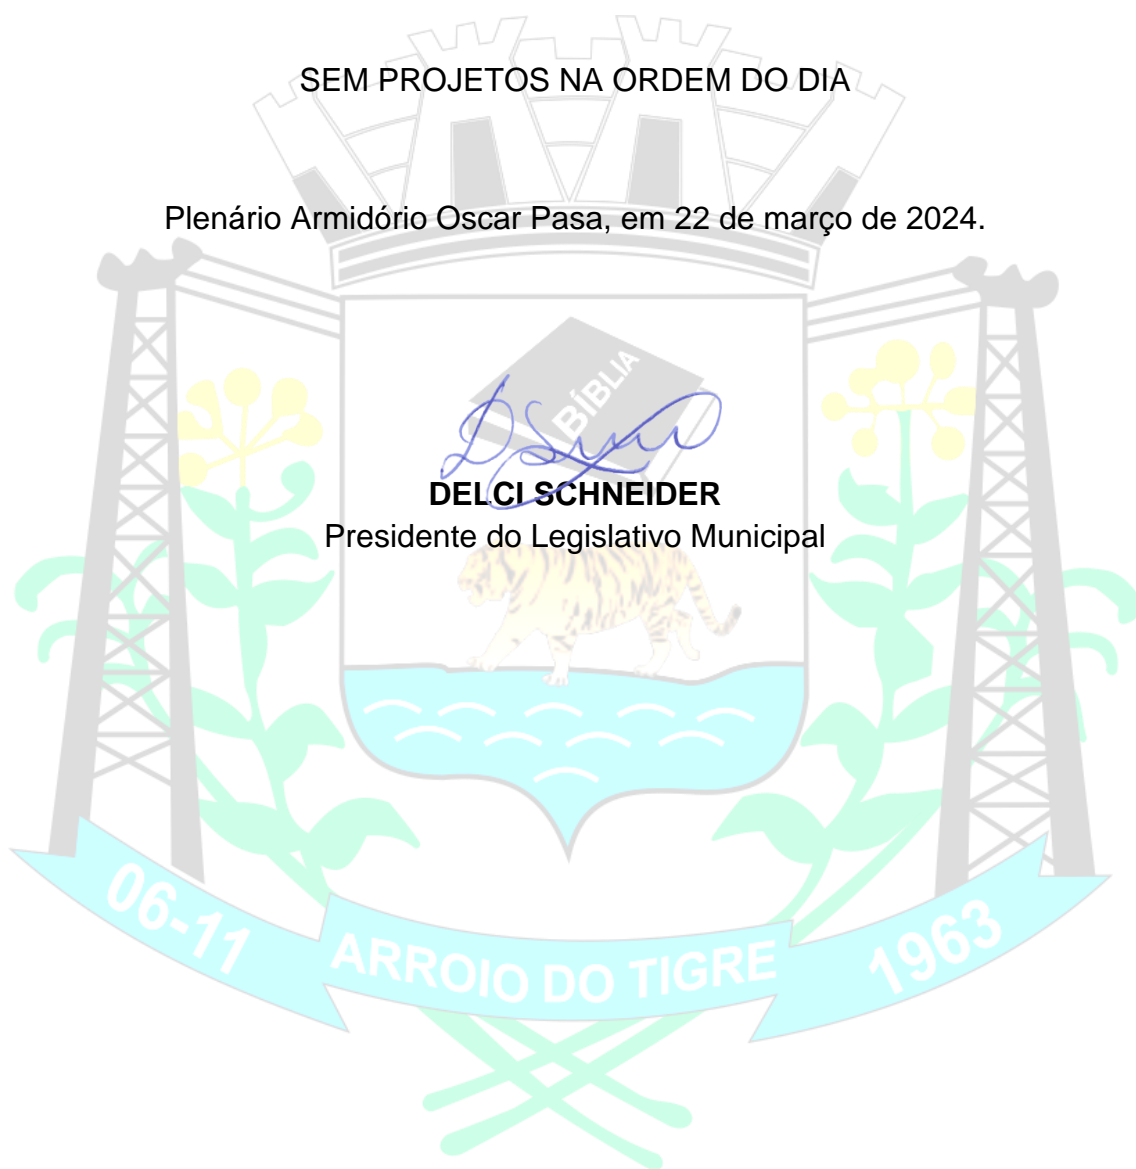 SEM PROJETOS NA ORDEM DO DIA
Plenário Armidório Oscar Pasa, em 22 de março de 2024.
BÍBLIA
DELCI SCHNEIDER
Presidente do Legislativo Municipal
06-11
ARROIO DO TIGRE
1963